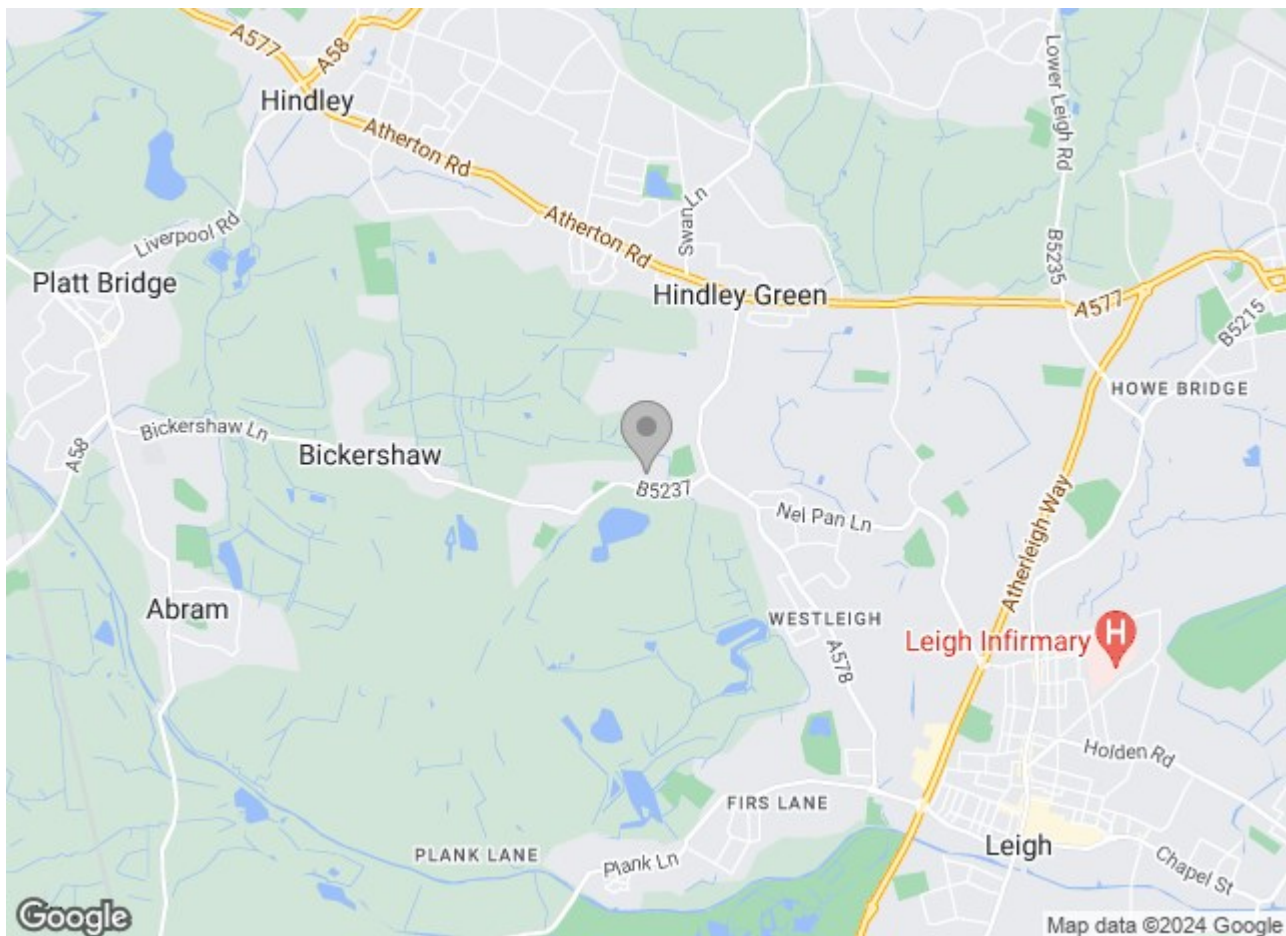 A577
A58
Hindley
Atherton Rd
Lower Leigh Rd
Liverpool Rd
Atherton Rd
Swan Ln
B5235
Platt Bridge
Hindley Green
A577
B5215
HOWE BRIDGE
Bickershaw Ln
A58
Bickershaw
B5237
Nel Pan Ln
Atherleigh Way
Abram
WESTLEIGH
Leigh Infirmary
H
A578
Holden Rd
FIRS LANE
PLANK LANE
Plank Ln
Leigh
Chapel St
Google
Map data ©2024 Google